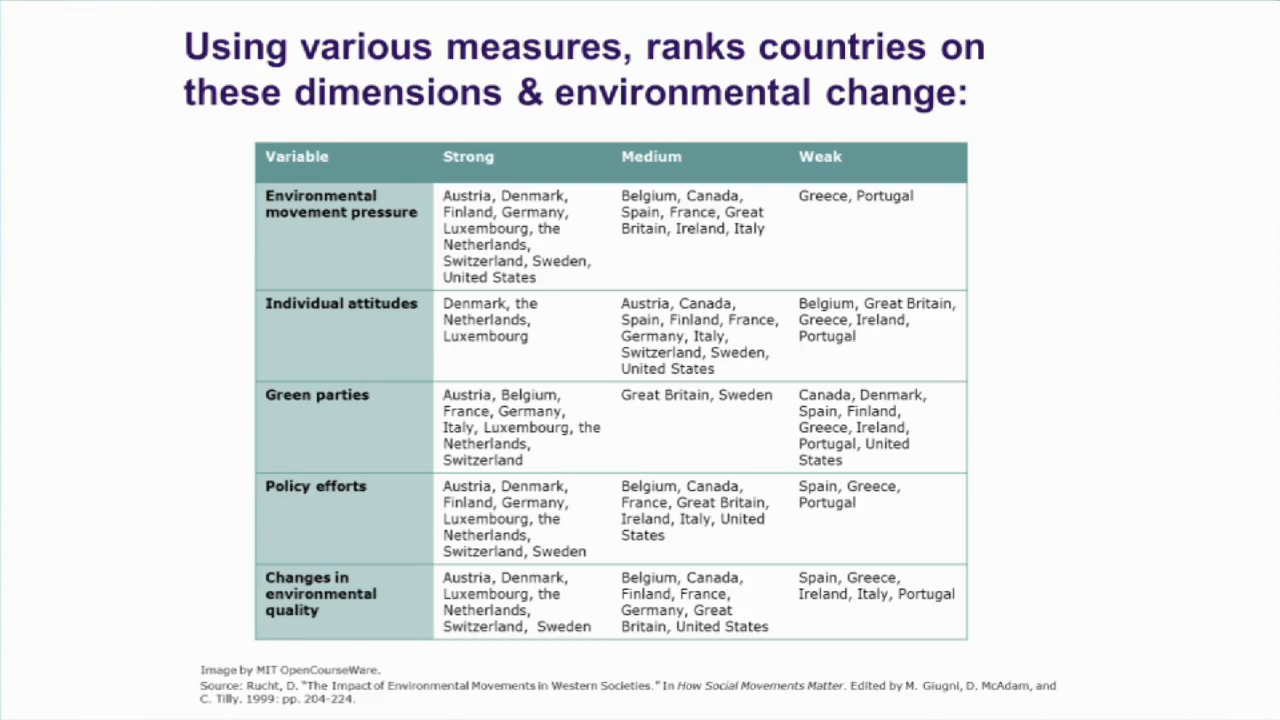 Using various measures, ranks countries on
these dimensions & environmental change:
Variable Strong Medium Weak
Environmental
movement pressure
Austria, Denmark,
Finland, Germany,
Luxembourg, the
Netherlands,
Switzerland, Sweden,
United States
Belgium, Canada,
Spain, France, Great
Britain, Ireland, Italy
Greece, Portugal
Individual attitudes
Denmark, the
Netherlands,
Luxembourg
Austria, Canada,
Spain, Finland, France,
Germany, Italy,
Switzerland, Sweden,
United States
Belgium, Great Britain,
Greece, Ireland,
Portugal
Green parties
Austria, Belgium,
France, Germany,
Italy, Luxembourg, the
Netherlands,
Switzerland
Great Britain, Sweden
Canada, Denmark,
Spain, Finland,
Greece, Ireland,
Portugal, United
States
Policy efforts
Austria, Denmark,
Finland, Germany,
Luxembourg, the
Netherlands,
Switzerland, Sweden
Belgium, Canada,
France, Great Britain,
Ireland, Italy, United
States
Spain, Greece,
Portugal
Changes in
environmental
quality
Austria, Denmark,
Luxembourg, the
Netherlands,
Switzerland, Sweden
Belgium, Canada,
Finland, France,
Germany, Great
Britain, United States
Spain, Greece,
Ireland, Italy, Portugal
Image by MIT OpenCourseWare.
Source: Rucht, D. "The Impact of Environmental Movements in Western Societies." In How Social Movements Matter. Edited by M. Giugni, D. McAdam, and
C. Tilly. 1999: pp. 204-224.